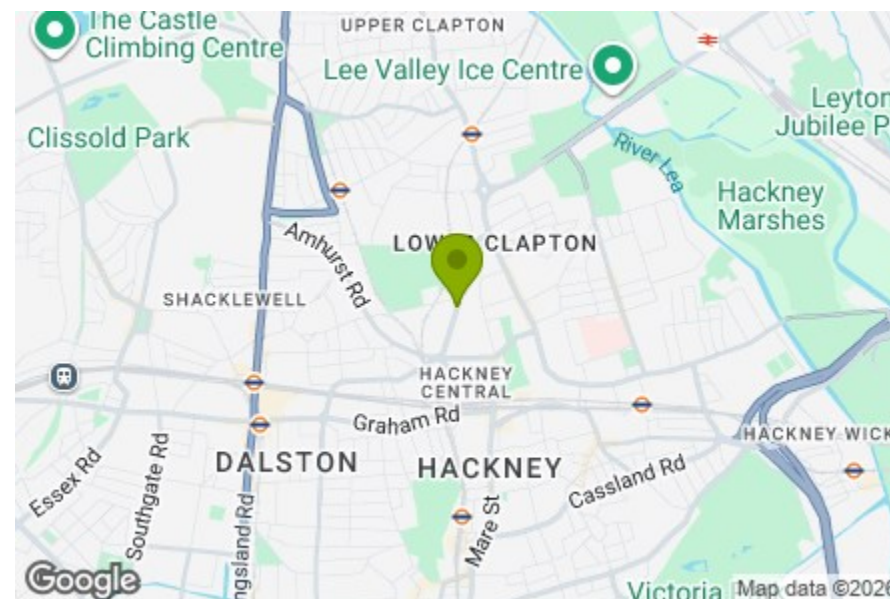 The Castle
Climbing Centre
UPPER CLAPTON
Lee Valley Ice Centre
Leyton
Jubilee P
Clissold Park
River Lea
Hackney
Marshes
LOW
CLAPTON
Amhurst Rd
SHACKLEWELL
HACKNEY
CENTRAL
Graham Rd
HACKNEY WICK
DALSTON
HACKNEY
Cassland Rd
Essex Rd
Southgate Rd
ngsland Rd
Mare St
Google
Victoria
Map data ©2026